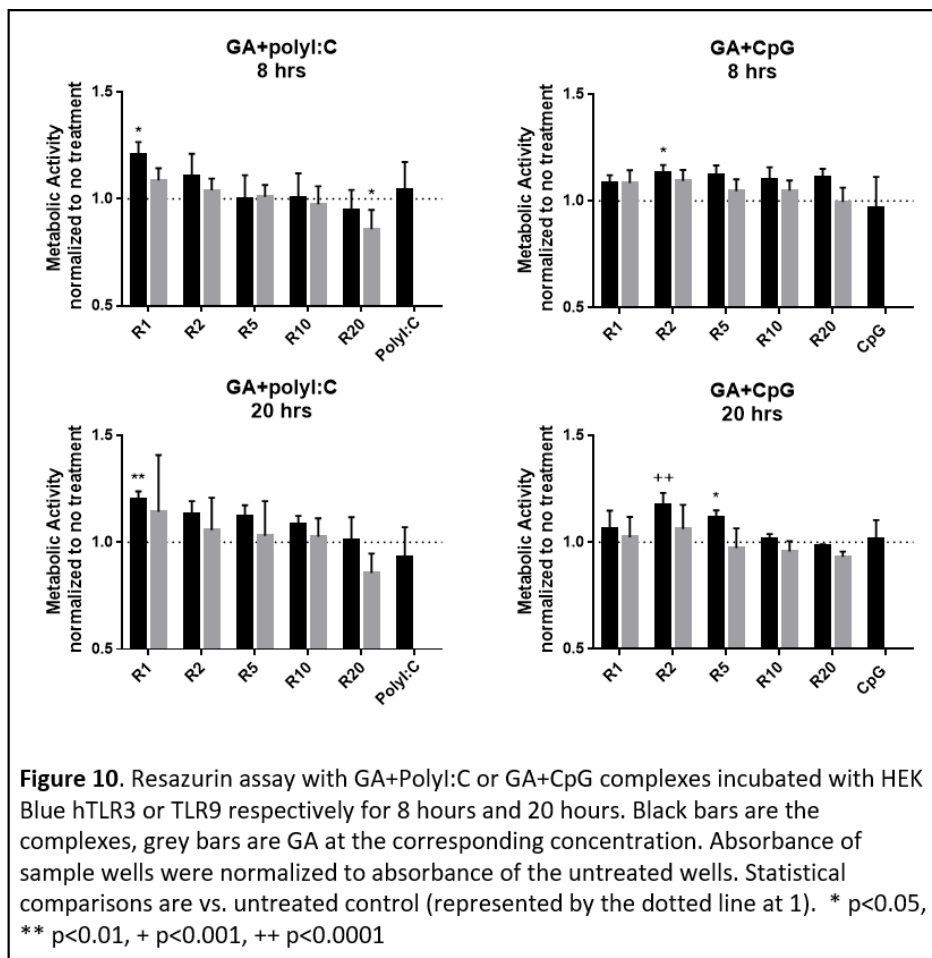 GA+polyI:C
8 hrs
Metabolic Activity
normalized to no treatment
1.5
1.0
0.5
*
*
R1
R2
R5
R10
R20
PolyI:C
GA+CpG
8 hrs
Metabolic Activity
normalized to no treatment
1.5
1.0
0.5
*
R1
R2
R5
R10
R20
CpG
GA+polyI:C
20 hrs
Metabolic Activity
normalized to no treatment
1.5
1.0
0.5
**
R1
R2
R5
R10
R20
PolyI:C
GA+CpG
20 hrs
Metabolic Activity
normalized to no treatment
1.5
1.0
0.5
++
*
R1
R2
R5
R10
R20
CpG
Figure 10. Resazurin assay with GA+PolyI:C or GA+CpG complexes incubated with HEK
Blue hTLR3 or TLR9 respectively for 8 hours and 20 hours. Black bars are the
complexes, grey bars are GA at the corresponding concentration. Absorbance of
sample wells were normalized to absorbance of the untreated wells. Statistical
comparisons are vs. untreated control (represented by the dotted line at 1). * p<0.05,
** p<0.01, + p<0.001, ++ p<0.0001